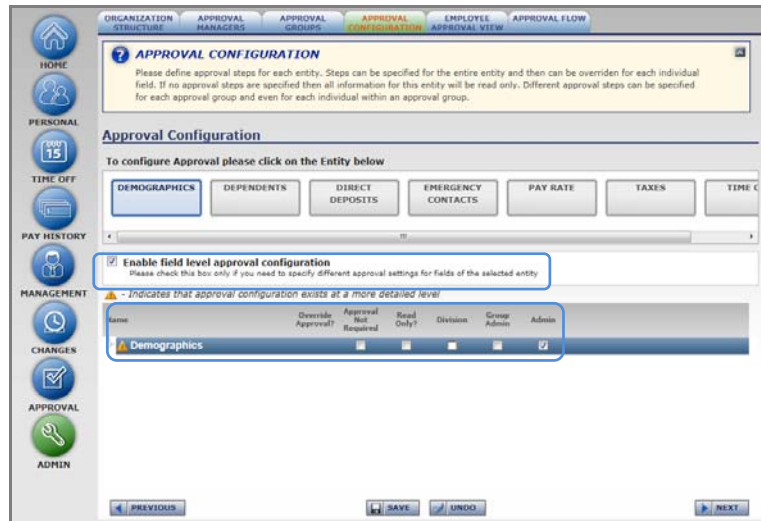 ORGANIZATION STRUCTURE
APPROVAL MANAGERS
APPROVAL GROUPS
APPROVAL CONFIGURATION
EMPLOYEE APPROVAL VIEW
APPROVAL FLOW
HOME
PERSONAL
15
TIME OFF
PAY HISTORY
MANAGEMENT
CHANGES
APPROVAL
ADMIN
? APPROVAL CONFIGURATION
Please define approval steps for each entity. Steps can be specified for the entire entity and then can be overriden for each individual
field. If no approval steps are specified then all information for this entity will be read only. Different approval steps can be specified
for each approval group and even for each individual within an approval group.
Approval Configuration
To configure Approval please click on the Entity below
DEMOGRAPHICS
DEPENDENTS
DIRECT DEPOSITS
EMERGENCY CONTACTS
PAY RATE
TAXES
TIME O
Enable field level approval configuration
Please check this box only if you need to specify different approval settings for fields of the selected entity
- Indicates that approval configuration exists at a more detailed level
Name
Override Approval?
Approval Not Required
Read Only?
Division
Group Admin
Admin
Demographics
PREVIOUS
SAVE
UNDO
NEXT